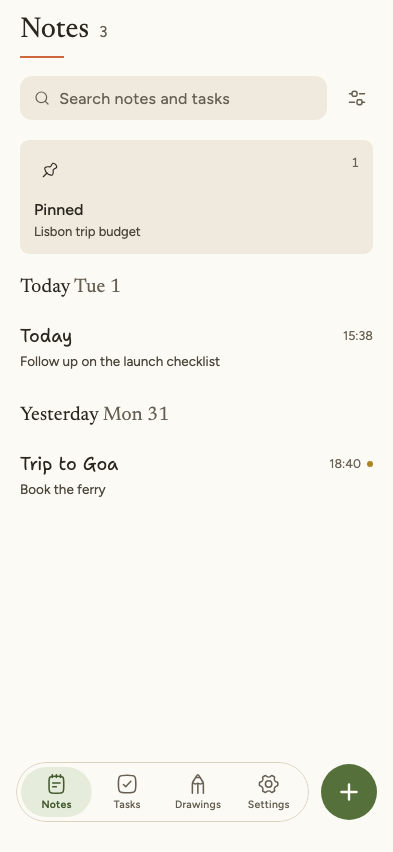 Notes 3
Search notes and tasks
1
Pinned
Lisbon trip budget
Today Tue 1
Today 15:38
Follow up on the launch checklist
Yesterday Mon 31
Trip to Goa 18:40
Book the ferry
Notes Tasks Drawings Settings